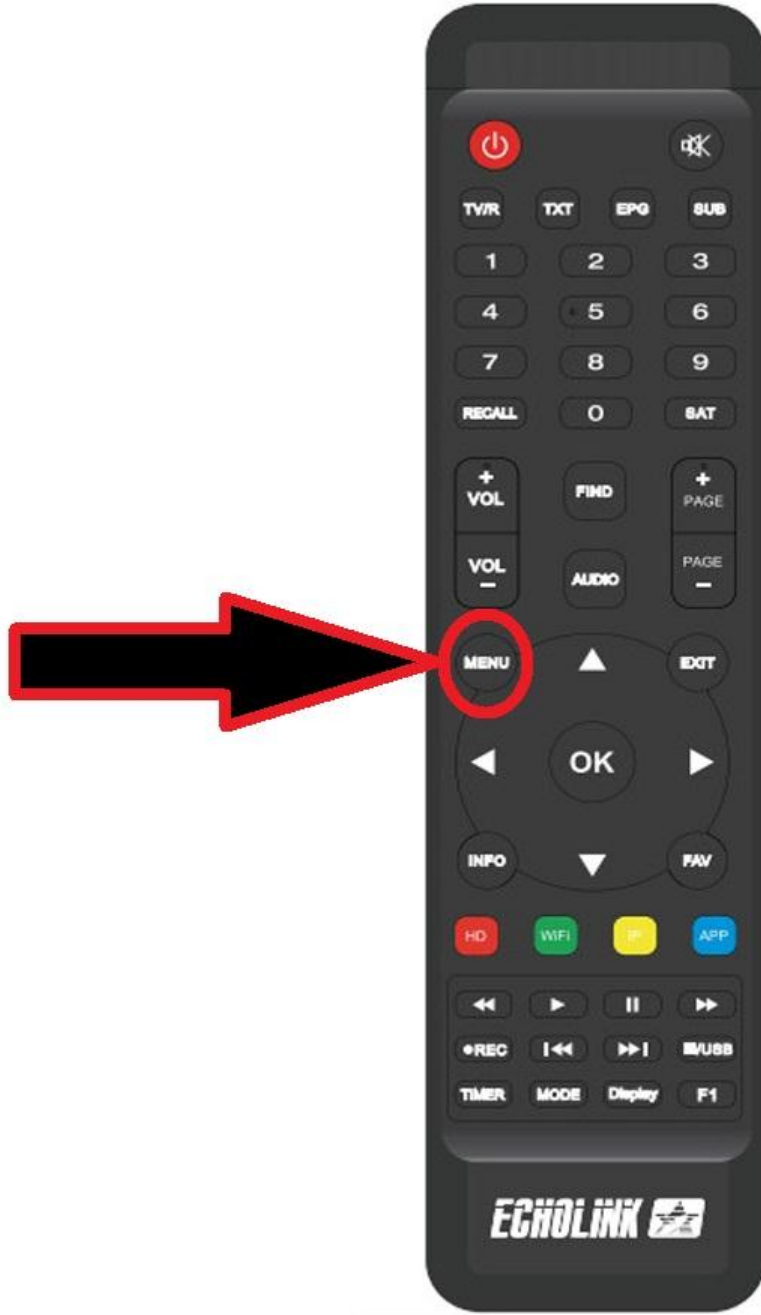 TV/R TXT EPG SUB
1 2 3
4 5 6
7 8 9
RECALL 0 SAT
+ FIND +
VOL PAGE
VOL AUDIO PAGE
- -
MENU EXIT
OK
INFO FAV
HD WiFi IP APP
●REC ■/USB
TIMER MODE Display F1
ECHOLINK